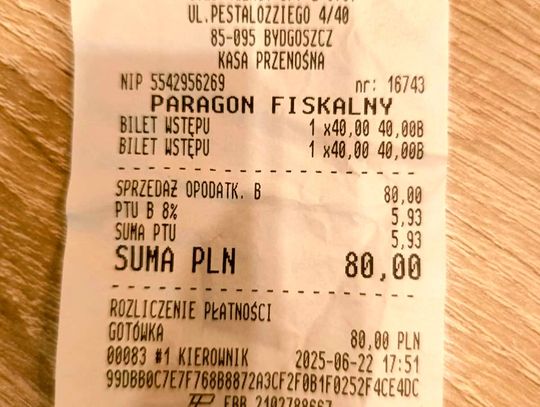 UL.PESTALOZZIEGO 4/40
85-095 BYDGOSZCZ
KASA PRZENOŚNA
NIP 5542956269 nr: 16743
PARAGON FISKALNY
BILET WSTĘPU 1 x40,00 40,00B
BILET WSTĘPU 1 x40,00 40,00B
SPRZEDAŻ OPODATK. B 80,00
PTU B 8% 5,93
SUMA PTU 5,93
SUMA PLN 80,00
ROZLICZENIE PŁATNOŚCI
GOTÓWKA 80,00 PLN
00083 #1 KIEROWNIK 2025-06-22 17:51
99DBB0C7E7F768B8872A3CF2F0B1F0252F4CE4DC
EBB 2102788667